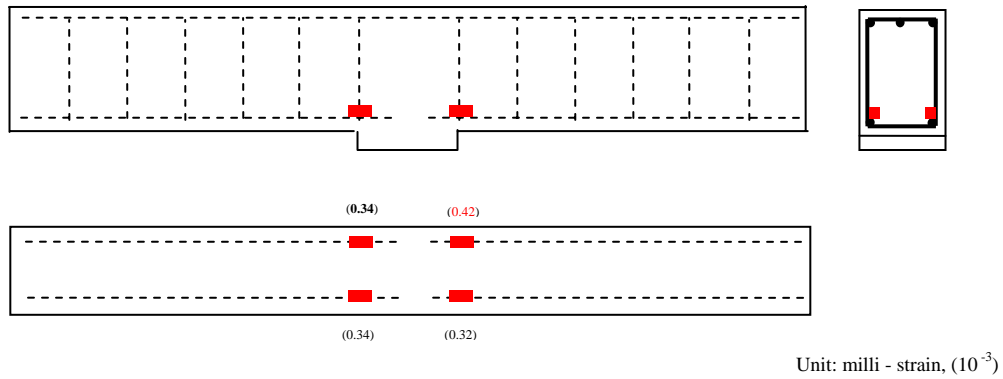 (0.34) (0.42)
(0.34) (0.32)
Unit: milli - strain, (10⁻³)